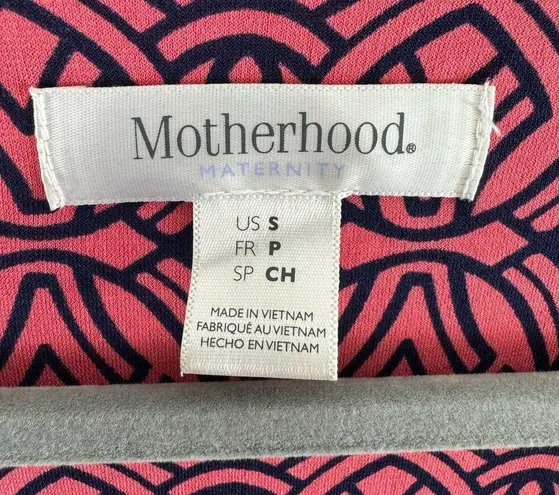 Motherhood®
MATERNITY
US S
FR P
SP CH
MADE IN VIETNAM
FABRIQUÉ AU VIETNAM
HECHO EN VIETNAM